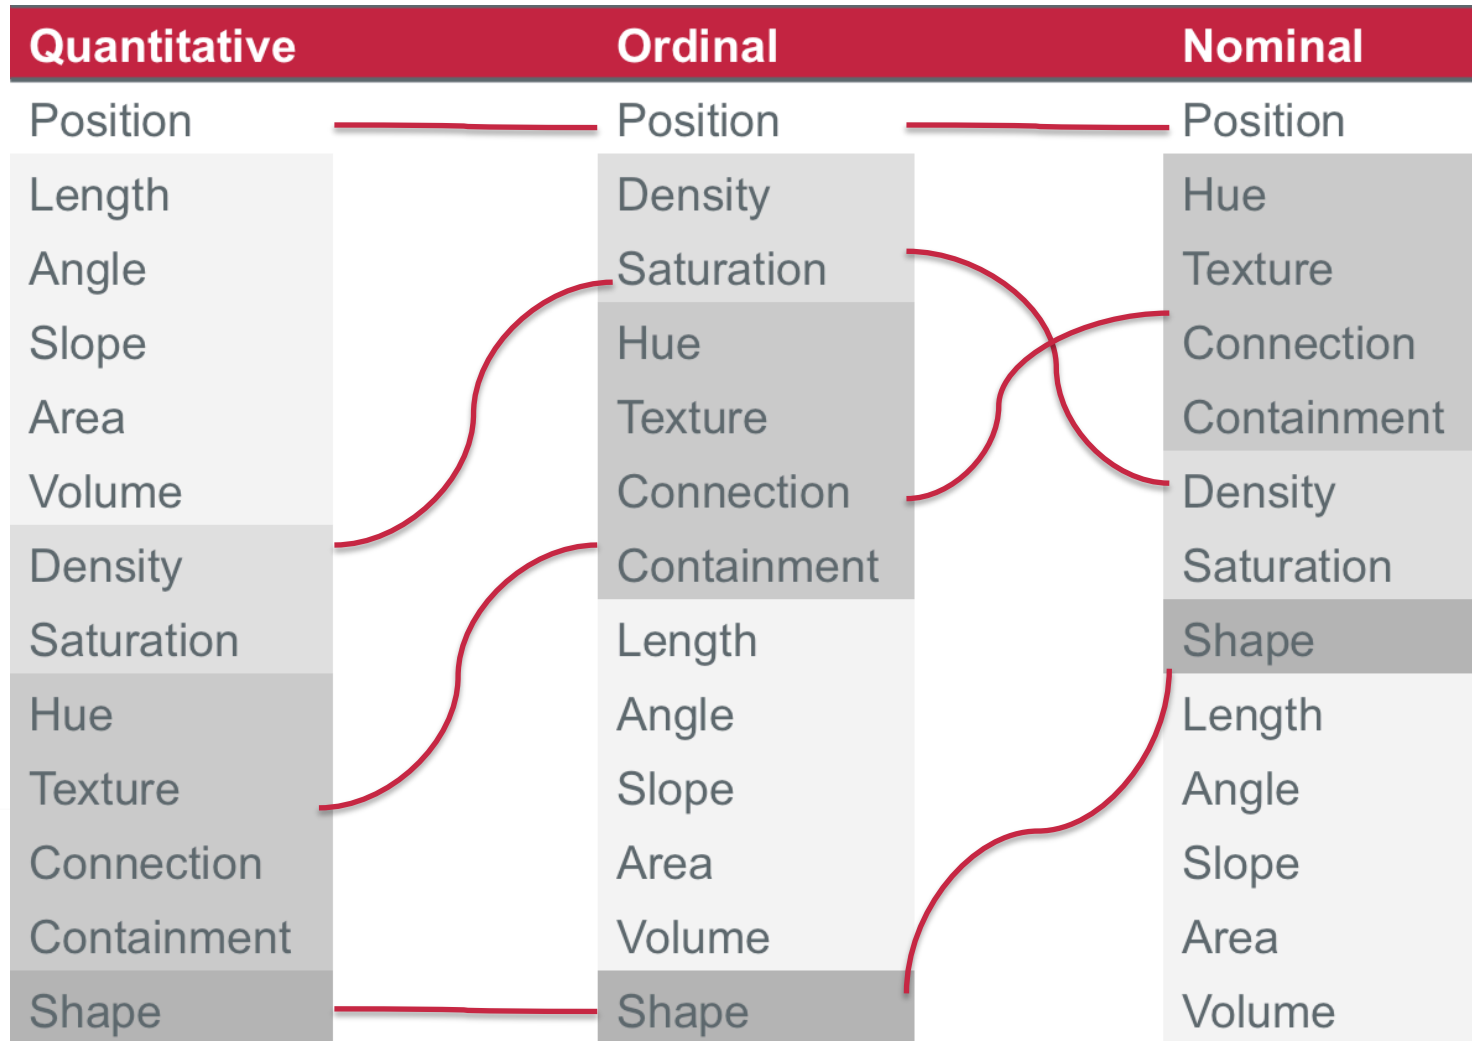 Quantitative Ordinal Nominal
Position Position Position
Length Density Hue
Angle Saturation Texture
Slope Hue Connection
Area Texture Containment
Volume Connection Density
Density Containment Saturation
Saturation Length Shape
Hue Angle Length
Texture Slope Angle
Connection Area Slope
Containment Volume Area
Shape Shape Volume